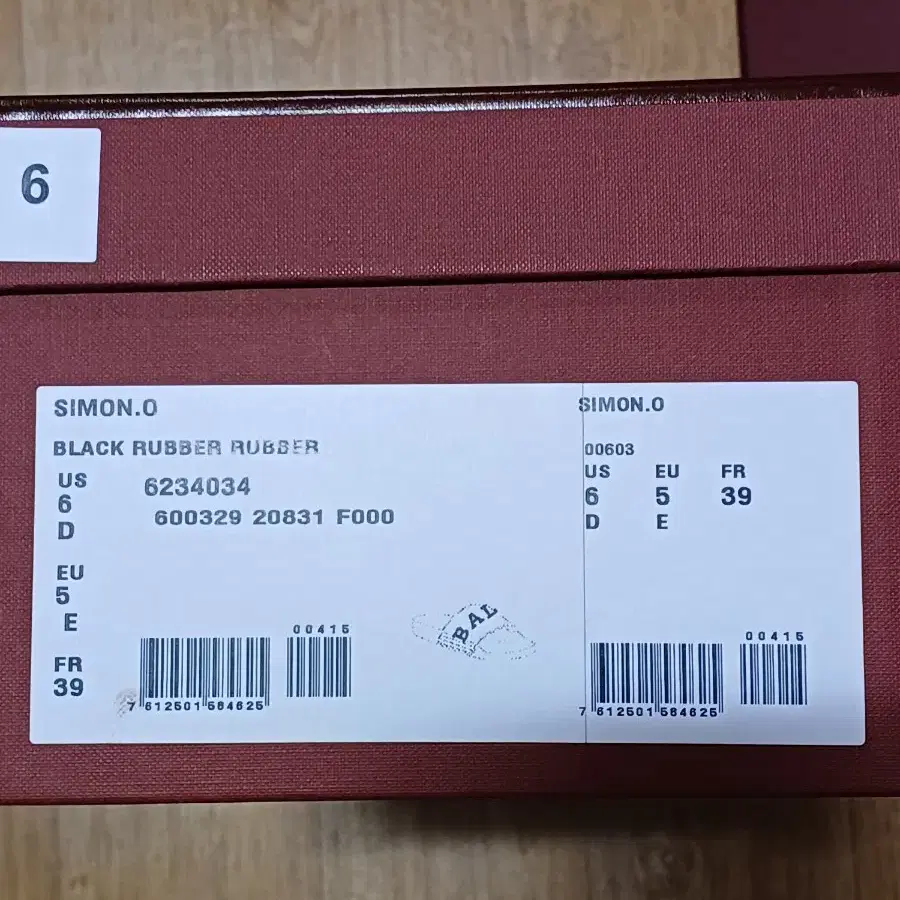 6
SIMON.O
BLACK RUBBER RUBBER
US
6
D
6234034
600329 20831 F000
EU
5
E
FR
39
00415
7 612501 584625
BAL
SIMON.O
00603
US EU FR
6 5 39
D E
00415
7 612501 584625